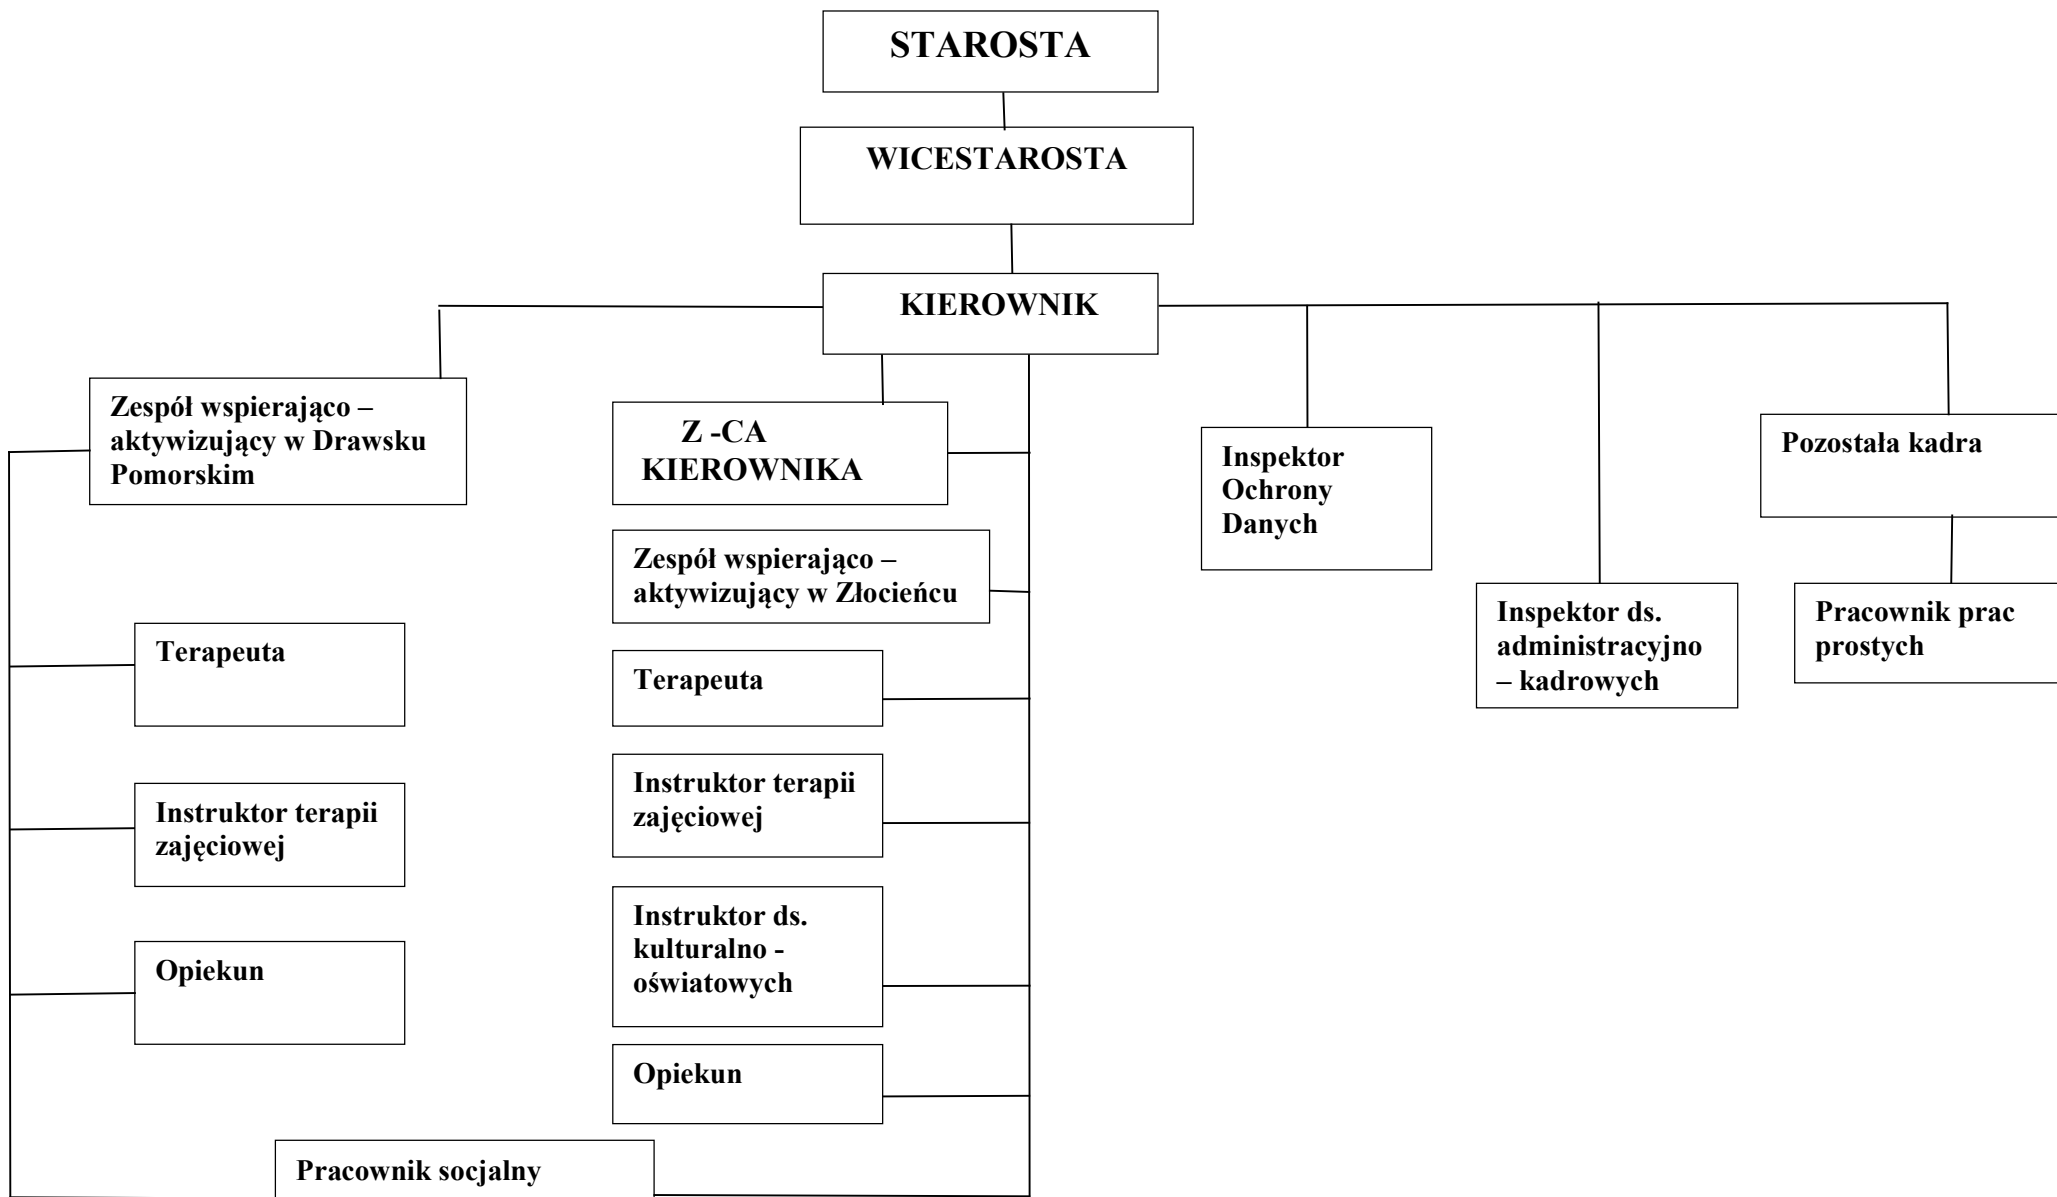 STAROSTA
WICESTAROSTA
KIEROWNIK
Zespół wspierająco –
aktywizujący w Drawsku
Pomorskim
Z -CA
KIEROWNIKA
Inspektor
Ochrony
Danych
Pozostała kadra
Zespół wspierająco –
aktywizujący w Złocieńcu
Inspektor ds.
administracyjno
– kadrowych
Pracownik prac
prostych
Terapeuta
Terapeuta
Instruktor terapii
zajęciowej
Instruktor terapii
zajęciowej
Instruktor ds.
kulturalno -
oświatowych
Opiekun
Opiekun
Pracownik socjalny